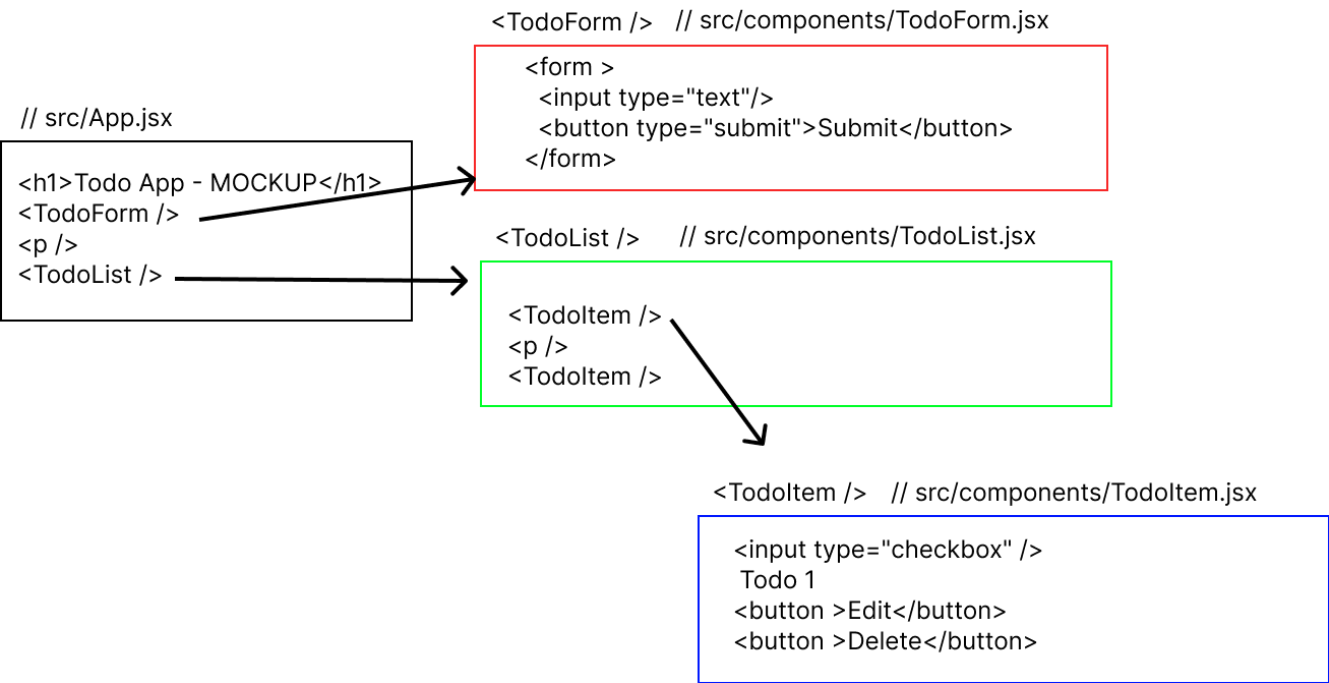 // src/App.jsx
<h1>Todo App - MOCKUP</h1>
<TodoForm />
<p />
<TodoList />
<TodoForm /> // src/components/TodoForm.jsx
<form >
<input type="text"/>
<button type="submit">Submit</button>
</form>
<TodoList /> // src/components/TodoList.jsx
<TodoItem />
<p />
<TodoItem />
<TodoItem /> // src/components/TodoItem.jsx
<input type="checkbox" />
Todo 1
<button >Edit</button>
<button >Delete</button>